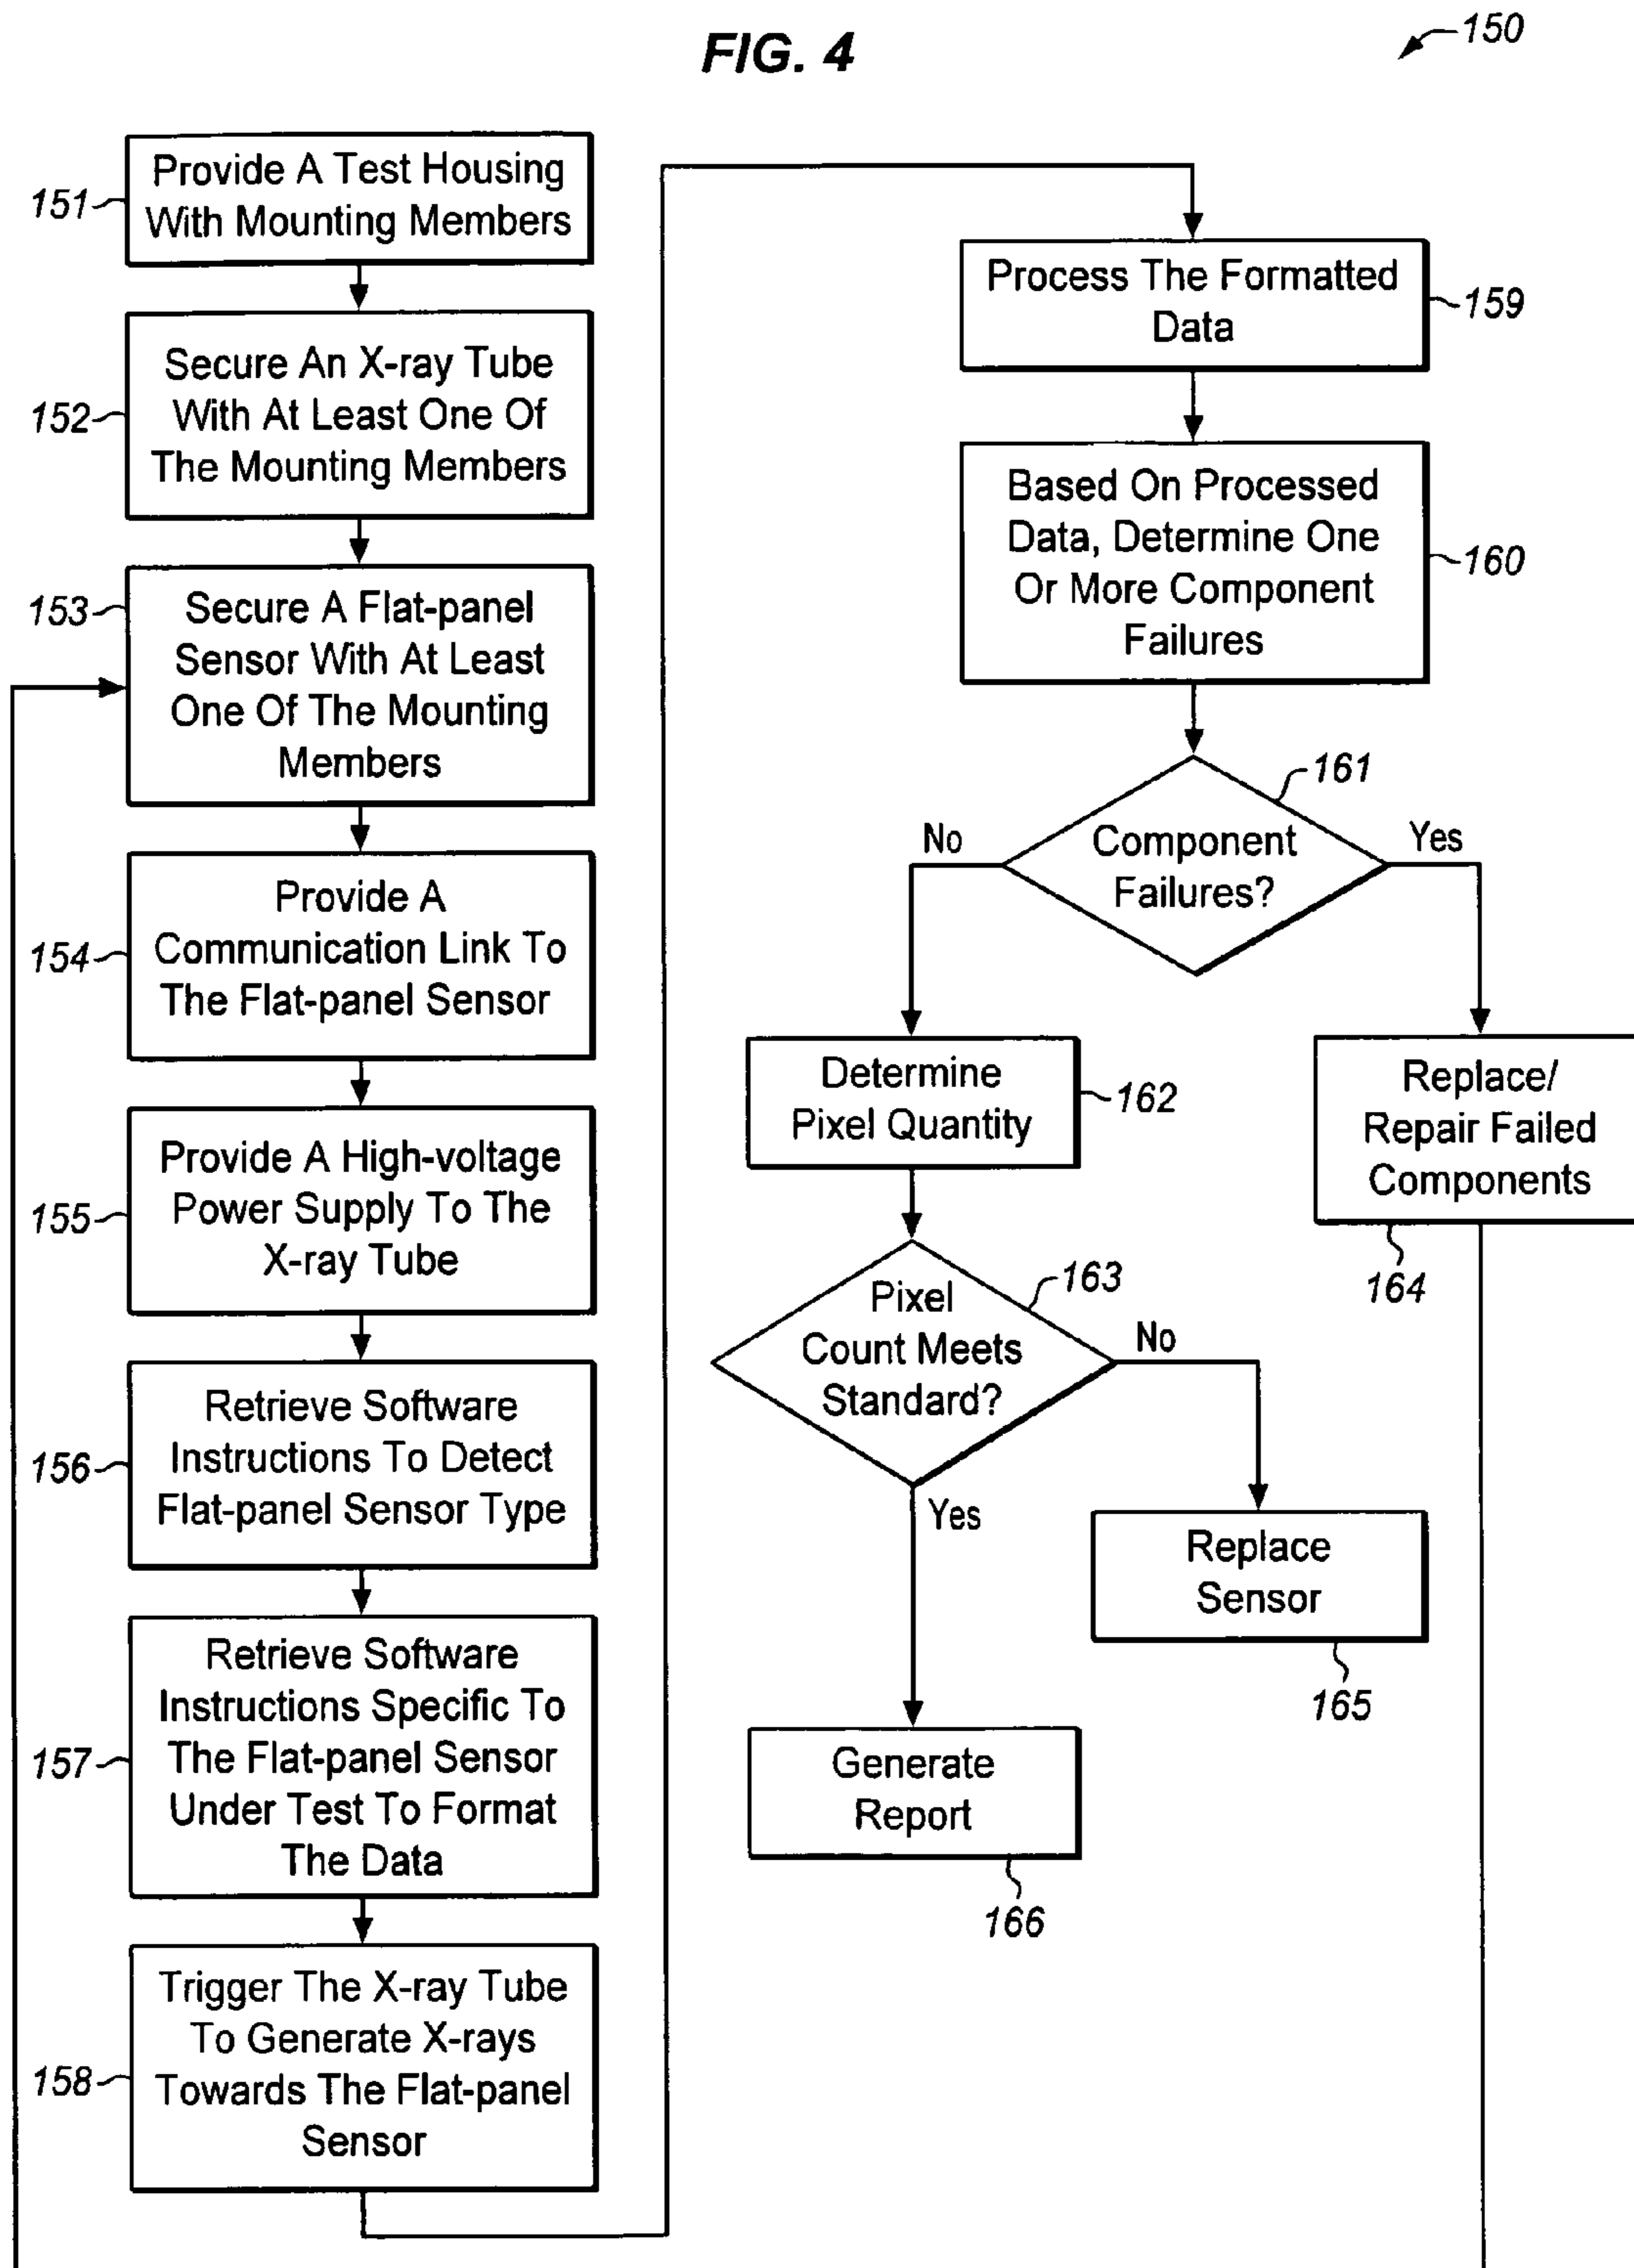 FIG. 4
150
151
Provide A Test Housing
With Mounting Members
152
Secure An X-ray Tube
With At Least One Of
The Mounting Members
153
Secure A Flat-panel
Sensor With At Least
One Of The Mounting
Members
154
Provide A
Communication Link To
The Flat-panel Sensor
155
Provide A High-voltage
Power Supply To The
X-ray Tube
156
Retrieve Software
Instructions To Detect
Flat-panel Sensor Type
157
Retrieve Software
Instructions Specific To
The Flat-panel Sensor
Under Test To Format
The Data
158
Trigger The X-ray Tube
To Generate X-rays
Towards The Flat-panel
Sensor
Process The Formatted
Data
159
Based On Processed
Data, Determine One
Or More Component
Failures
160
161
Component
Failures?
No
Yes
Determine
Pixel Quantity
162
Replace/
Repair Failed
Components
164
163
Pixel
Count Meets
Standard?
No
Yes
Replace
Sensor
165
Generate
Report
166